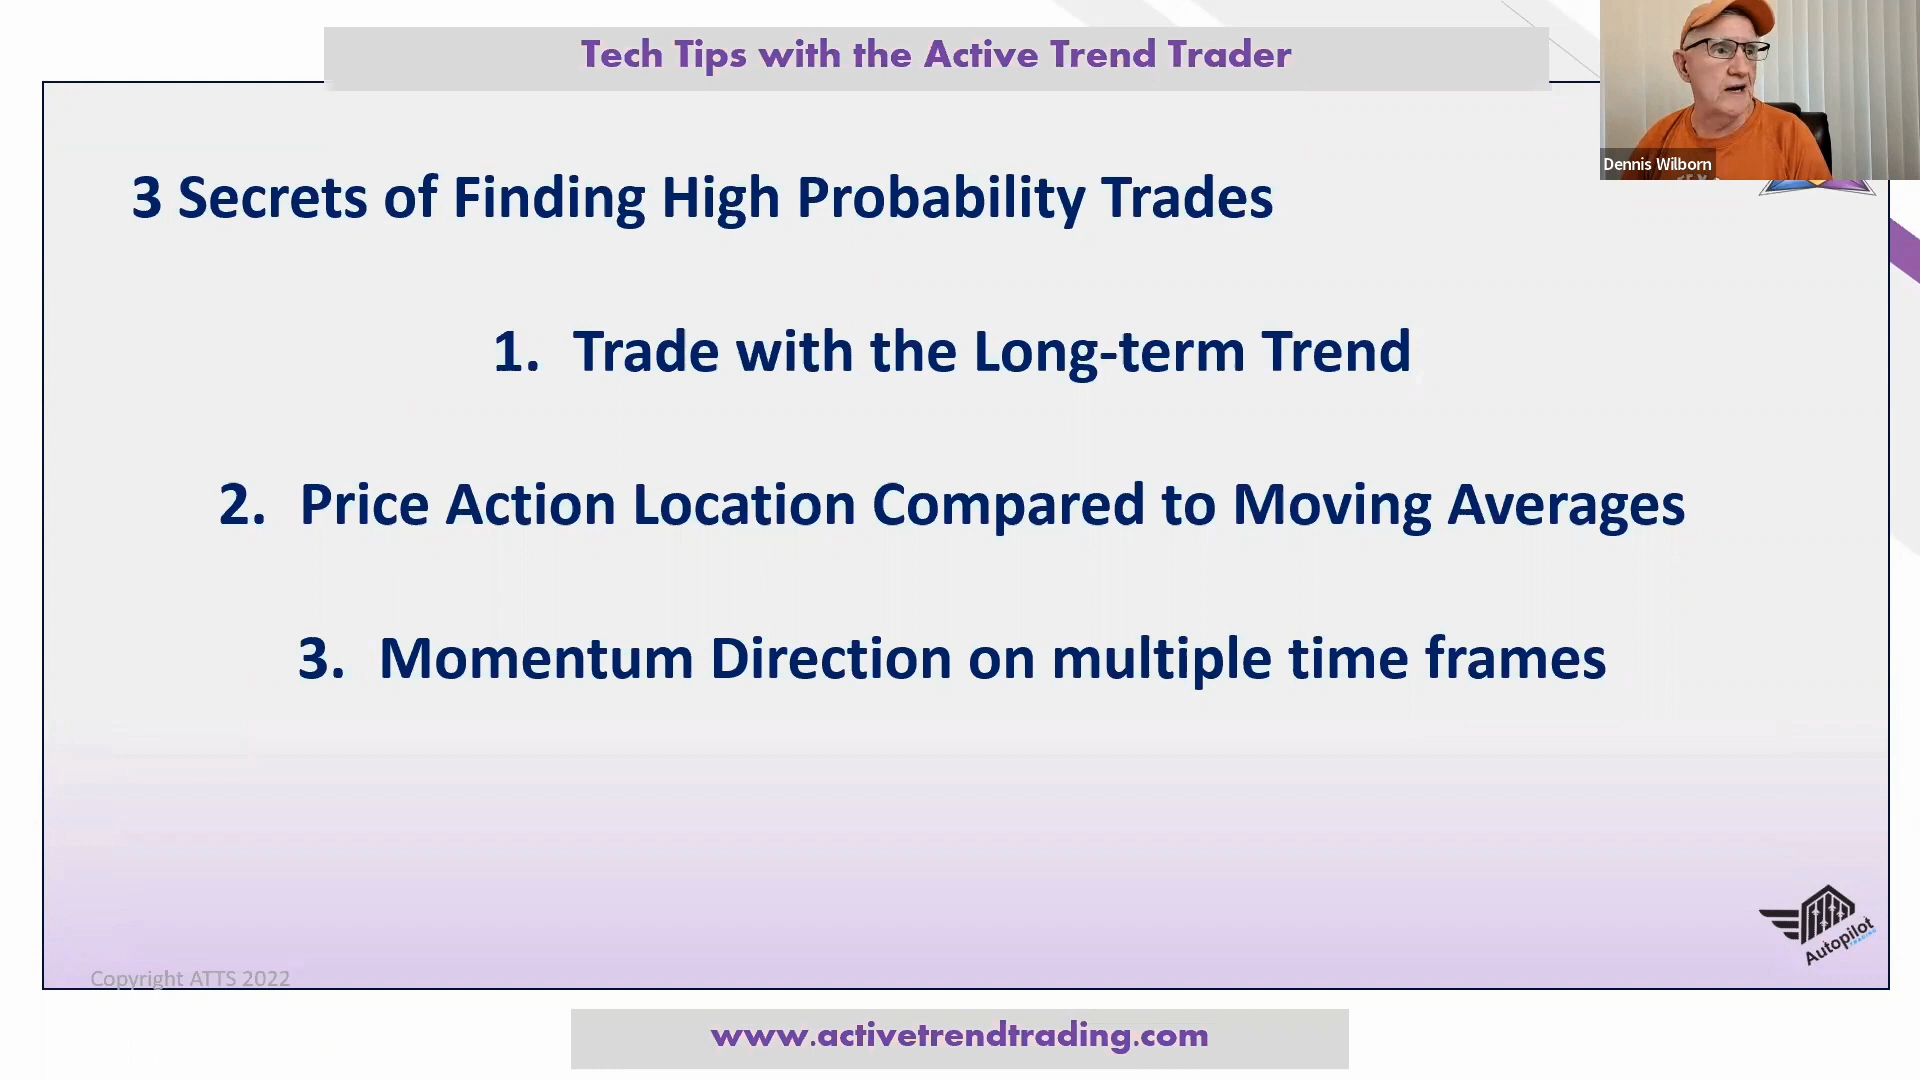 Tech Tips with the Active Trend Trader
Dennis Wilborn
3 Secrets of Finding High Probability Trades
1. Trade with the Long-term Trend
2. Price Action Location Compared to Moving Averages
3. Momentum Direction on multiple time frames
Autopilot
Copyright ATTS 2022
www.activetrendtrading.com